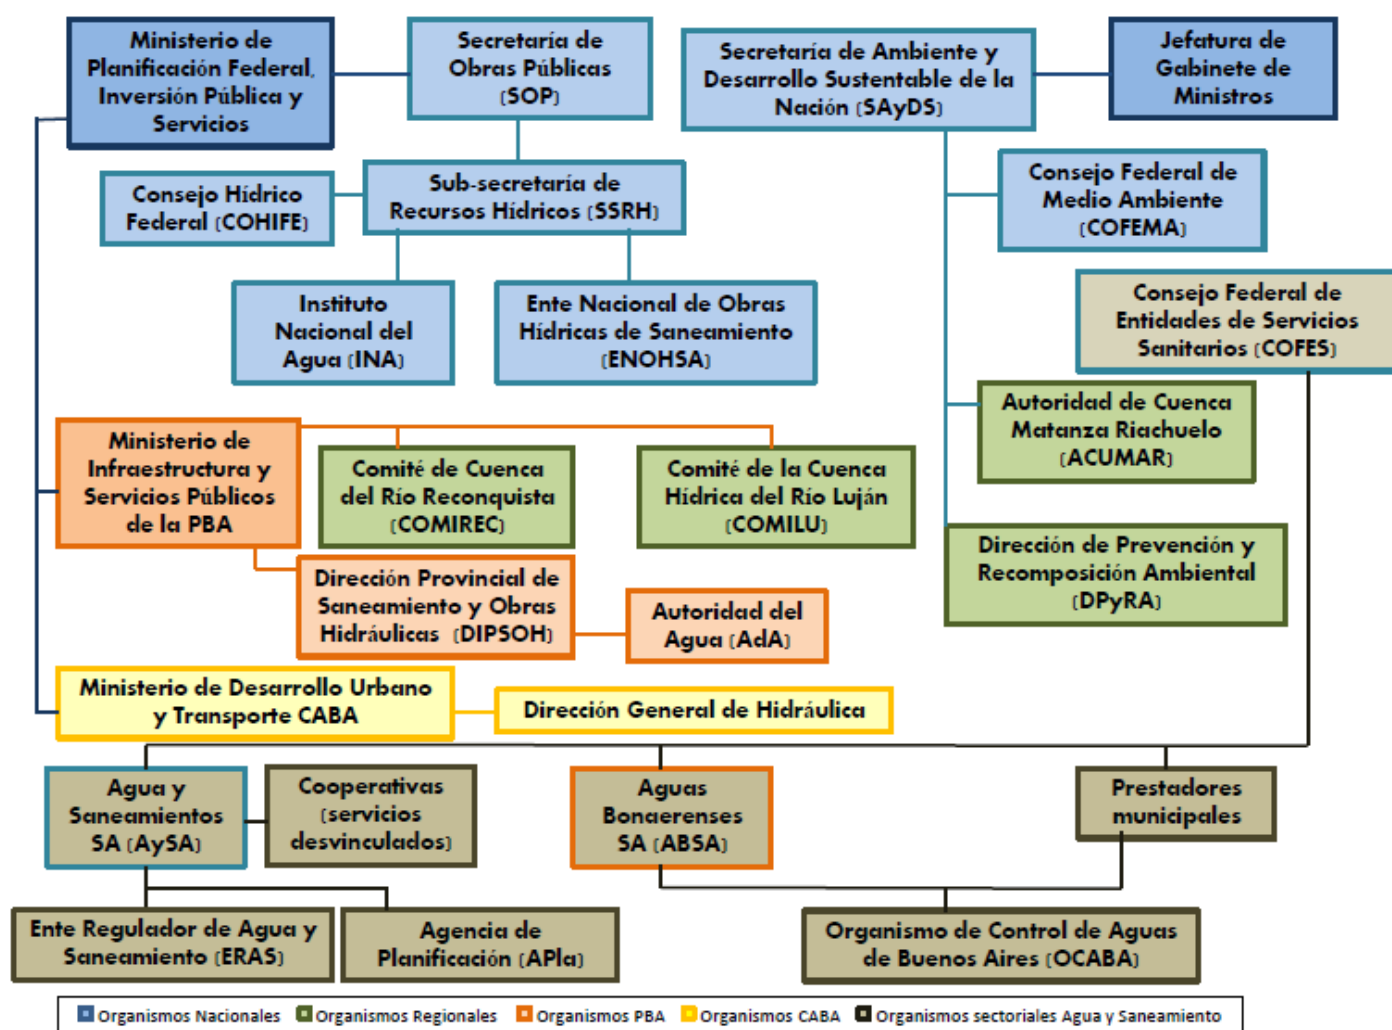 Ministerio de
Planificación Federal,
Inversión Pública y
Servicios
Secretaría de
Obras Públicas
(SOP)
Secretaría de Ambiente y
Desarrollo Sustentable de la
Nación (SAyDS)
Jefatura de
Gabinete de
Ministros
Consejo Hídrico
Federal (COHIFE)
Sub-secretaría de
Recursos Hídricos (SSRH)
Consejo Federal de
Medio Ambiente
(COFEMA)
Instituto
Nacional del
Agua (INA)
Ente Nacional de Obras
Hídricas de Saneamiento
(ENOHSA)
Consejo Federal de
Entidades de Servicios
Sanitarios (COFES)
Ministerio de
Infraestructura y
Servicios Públicos
de la PBA
Comité de Cuenca
del Río Reconquista
(COMIREC)
Comité de la Cuenca
Hídrica del Río Luján
(COMILU)
Autoridad de Cuenca
Matanza Riachuelo
(ACUMAR)
Dirección de Prevención y
Recomposición Ambiental
(DPyRA)
Dirección Provincial de
Saneamiento y Obras
Hidráulicas (DIPSOH)
Autoridad del
Agua (AdA)
Ministerio de Desarrollo Urbano
y Transporte CABA
Dirección General de Hidráulica
Agua y
Saneamientos
SA (AySA)
Cooperativas
(servicios
desvinculados)
Aguas
Bonaerenses
SA (ABSA)
Prestadores
municipales
Ente Regulador de Agua y
Saneamiento (ERAS)
Agencia de
Planificación (APla)
Organismo de Control de Aguas
de Buenos Aires (OCABA)
Organismos Nacionales Organismos Regionales Organismos PBA Organismos CABA Organismos sectoriales Agua y Saneamiento